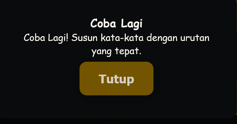 Coba Lagi
Coba Lagi! Susun kata-kata dengan urutan
yang tepat.
Tutup